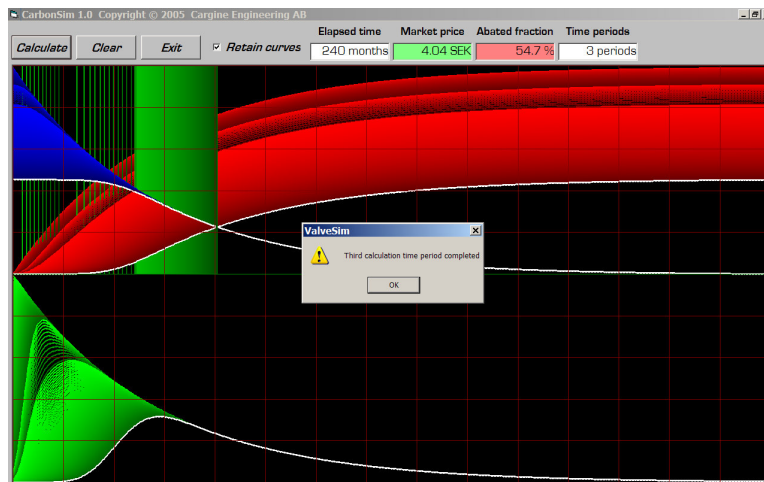 CarbonSim 1.0 Copyright © 2005 Cargine Engineering AB
Elapsed time Market price Abated fraction Time periods
Calculate Clear Exit Retain curves 240 months 4.04 SEK 54.7 % 3 periods
ValveSim
Third calculation time period completed
OK